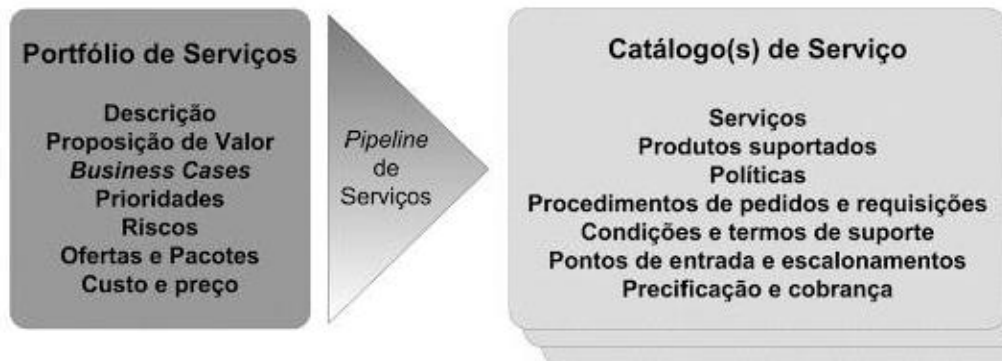 Portfólio de Serviços
Descrição
Proposição de Valor
Business Cases
Prioridades
Riscos
Ofertas e Pacotes
Custo e preço
Pipeline
de
Serviços
Catálogo(s) de Serviço
Serviços
Produtos suportados
Políticas
Procedimentos de pedidos e requisições
Condições e termos de suporte
Pontos de entrada e escalonamentos
Precificação e cobrança